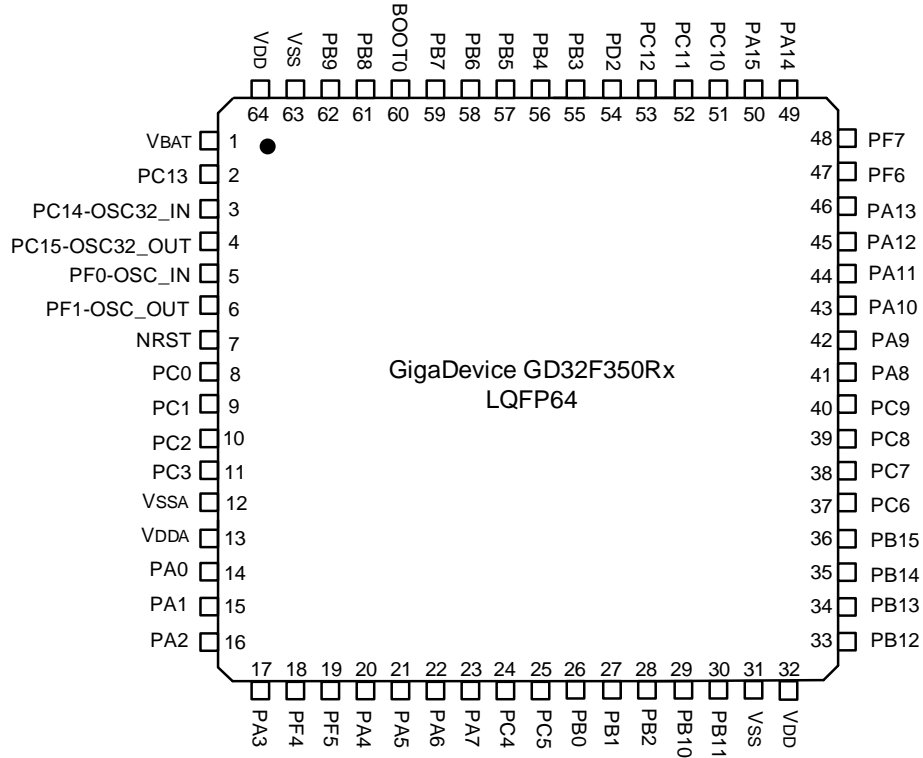 VDD
VSS
PB9
PB8
BOOT0
PB7
PB6
PB5
PB4
PB3
PD2
PC12
PC11
PC10
PA15
PA14
64 63 62 61 60 59 58 57 56 55 54 53 52 51 50 49
VBAT 1
PC13 2
PC14-OSC32_IN 3
PC15-OSC32_OUT 4
PF0-OSC_IN 5
PF1-OSC_OUT 6
NRST 7
PC0 8
PC1 9
PC2 10
PC3 11
VSSA 12
VDDA 13
PA0 14
PA1 15
PA2 16
GigaDevice GD32F350Rx
LQFP64
48 PF7
47 PF6
46 PA13
45 PA12
44 PA11
43 PA10
42 PA9
41 PA8
40 PC9
39 PC8
38 PC7
37 PC6
36 PB15
35 PB14
34 PB13
33 PB12
17 18 19 20 21 22 23 24 25 26 27 28 29 30 31 32
PA3
PF4
PF5
PA4
PA5
PA6
PA7
PC4
PC5
PB0
PB1
PB2
PB10
PB11
VSS
VDD